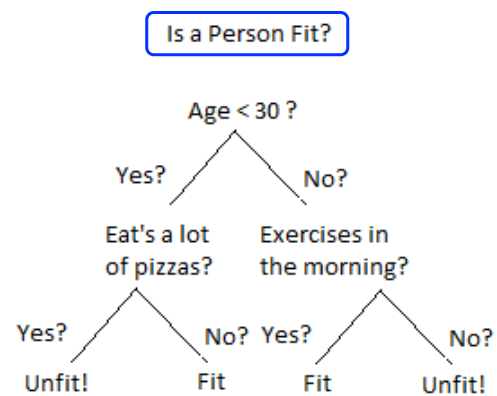 Is a Person Fit?
Age < 30 ?
Yes?
No?
Eat's a lot
of pizzas?
Exercises in
the morning?
Yes?
No?
Yes?
No?
Unfit!
Fit
Fit
Unfit!